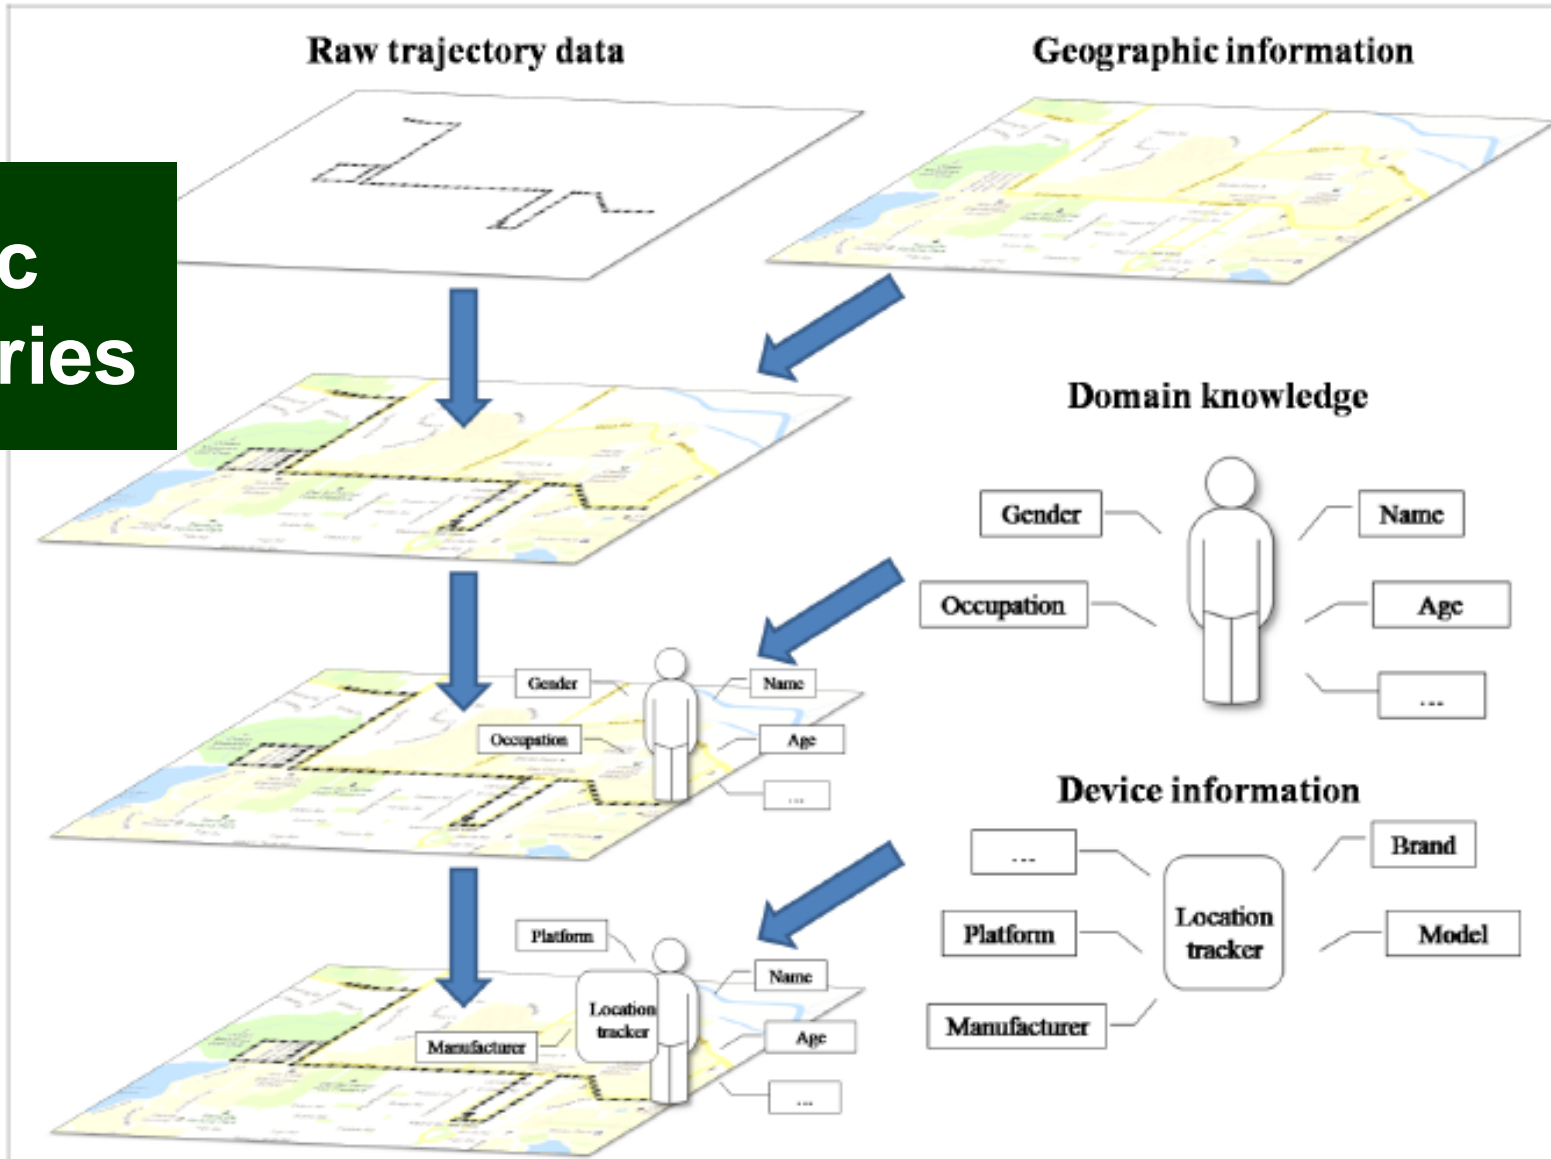 Raw trajectory data
Geographic information
c
ries
Domain knowledge
Gender
Name
Occupation
Age
...
Gender
Name
Occupation
Age
...
Device information
...
Brand
Platform
Location
tracker
Model
Manufacturer
Platform
Name
Location
tracker
Manufacturer
Age
...